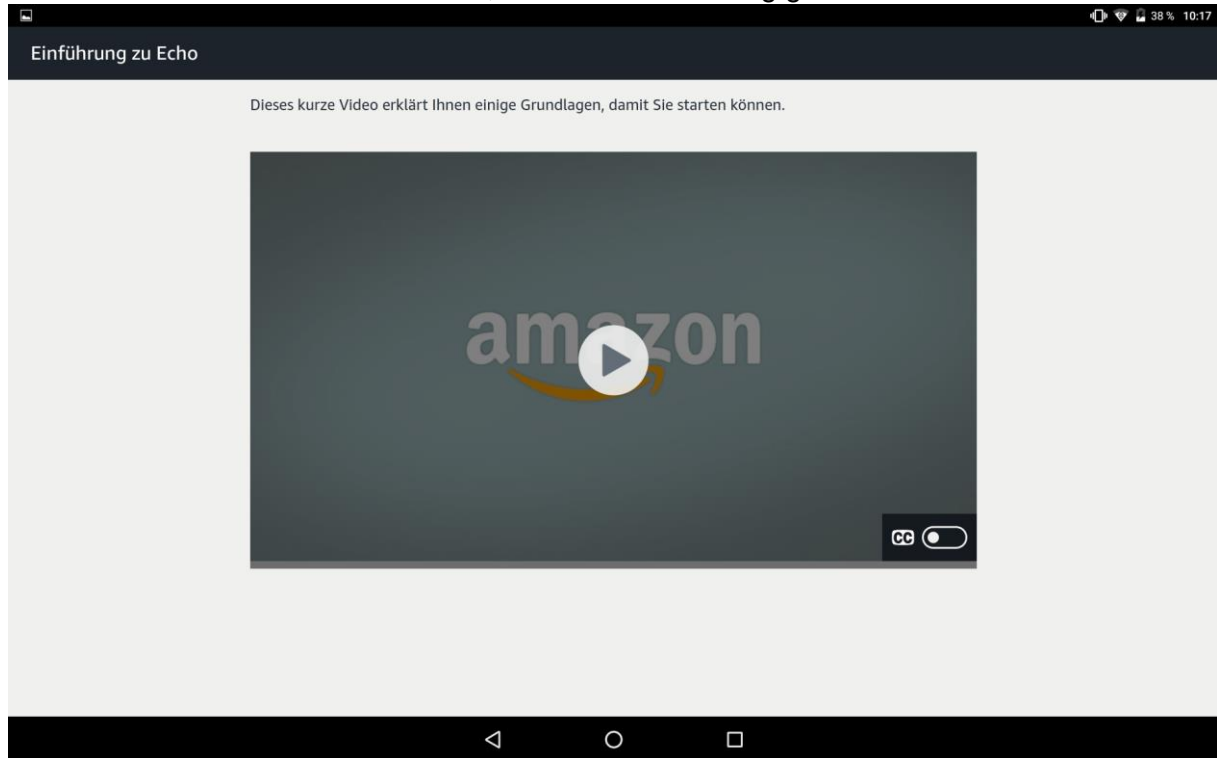 38 % 10:17
Einführung zu Echo
Dieses kurze Video erklärt Ihnen einige Grundlagen, damit Sie starten können.
amazon
CC